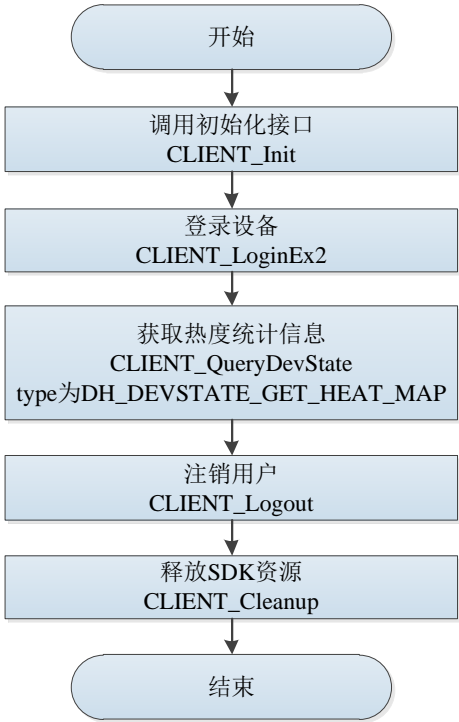 开始
调用初始化接口
CLIENT_Init
登录设备
CLIENT_LoginEx2
获取热度统计信息
CLIENT_QueryDevState
type为DH_DEVSTATE_GET_HEAT_MAP
注销用户
CLIENT_Logout
释放SDK资源
CLIENT_Cleanup
结束